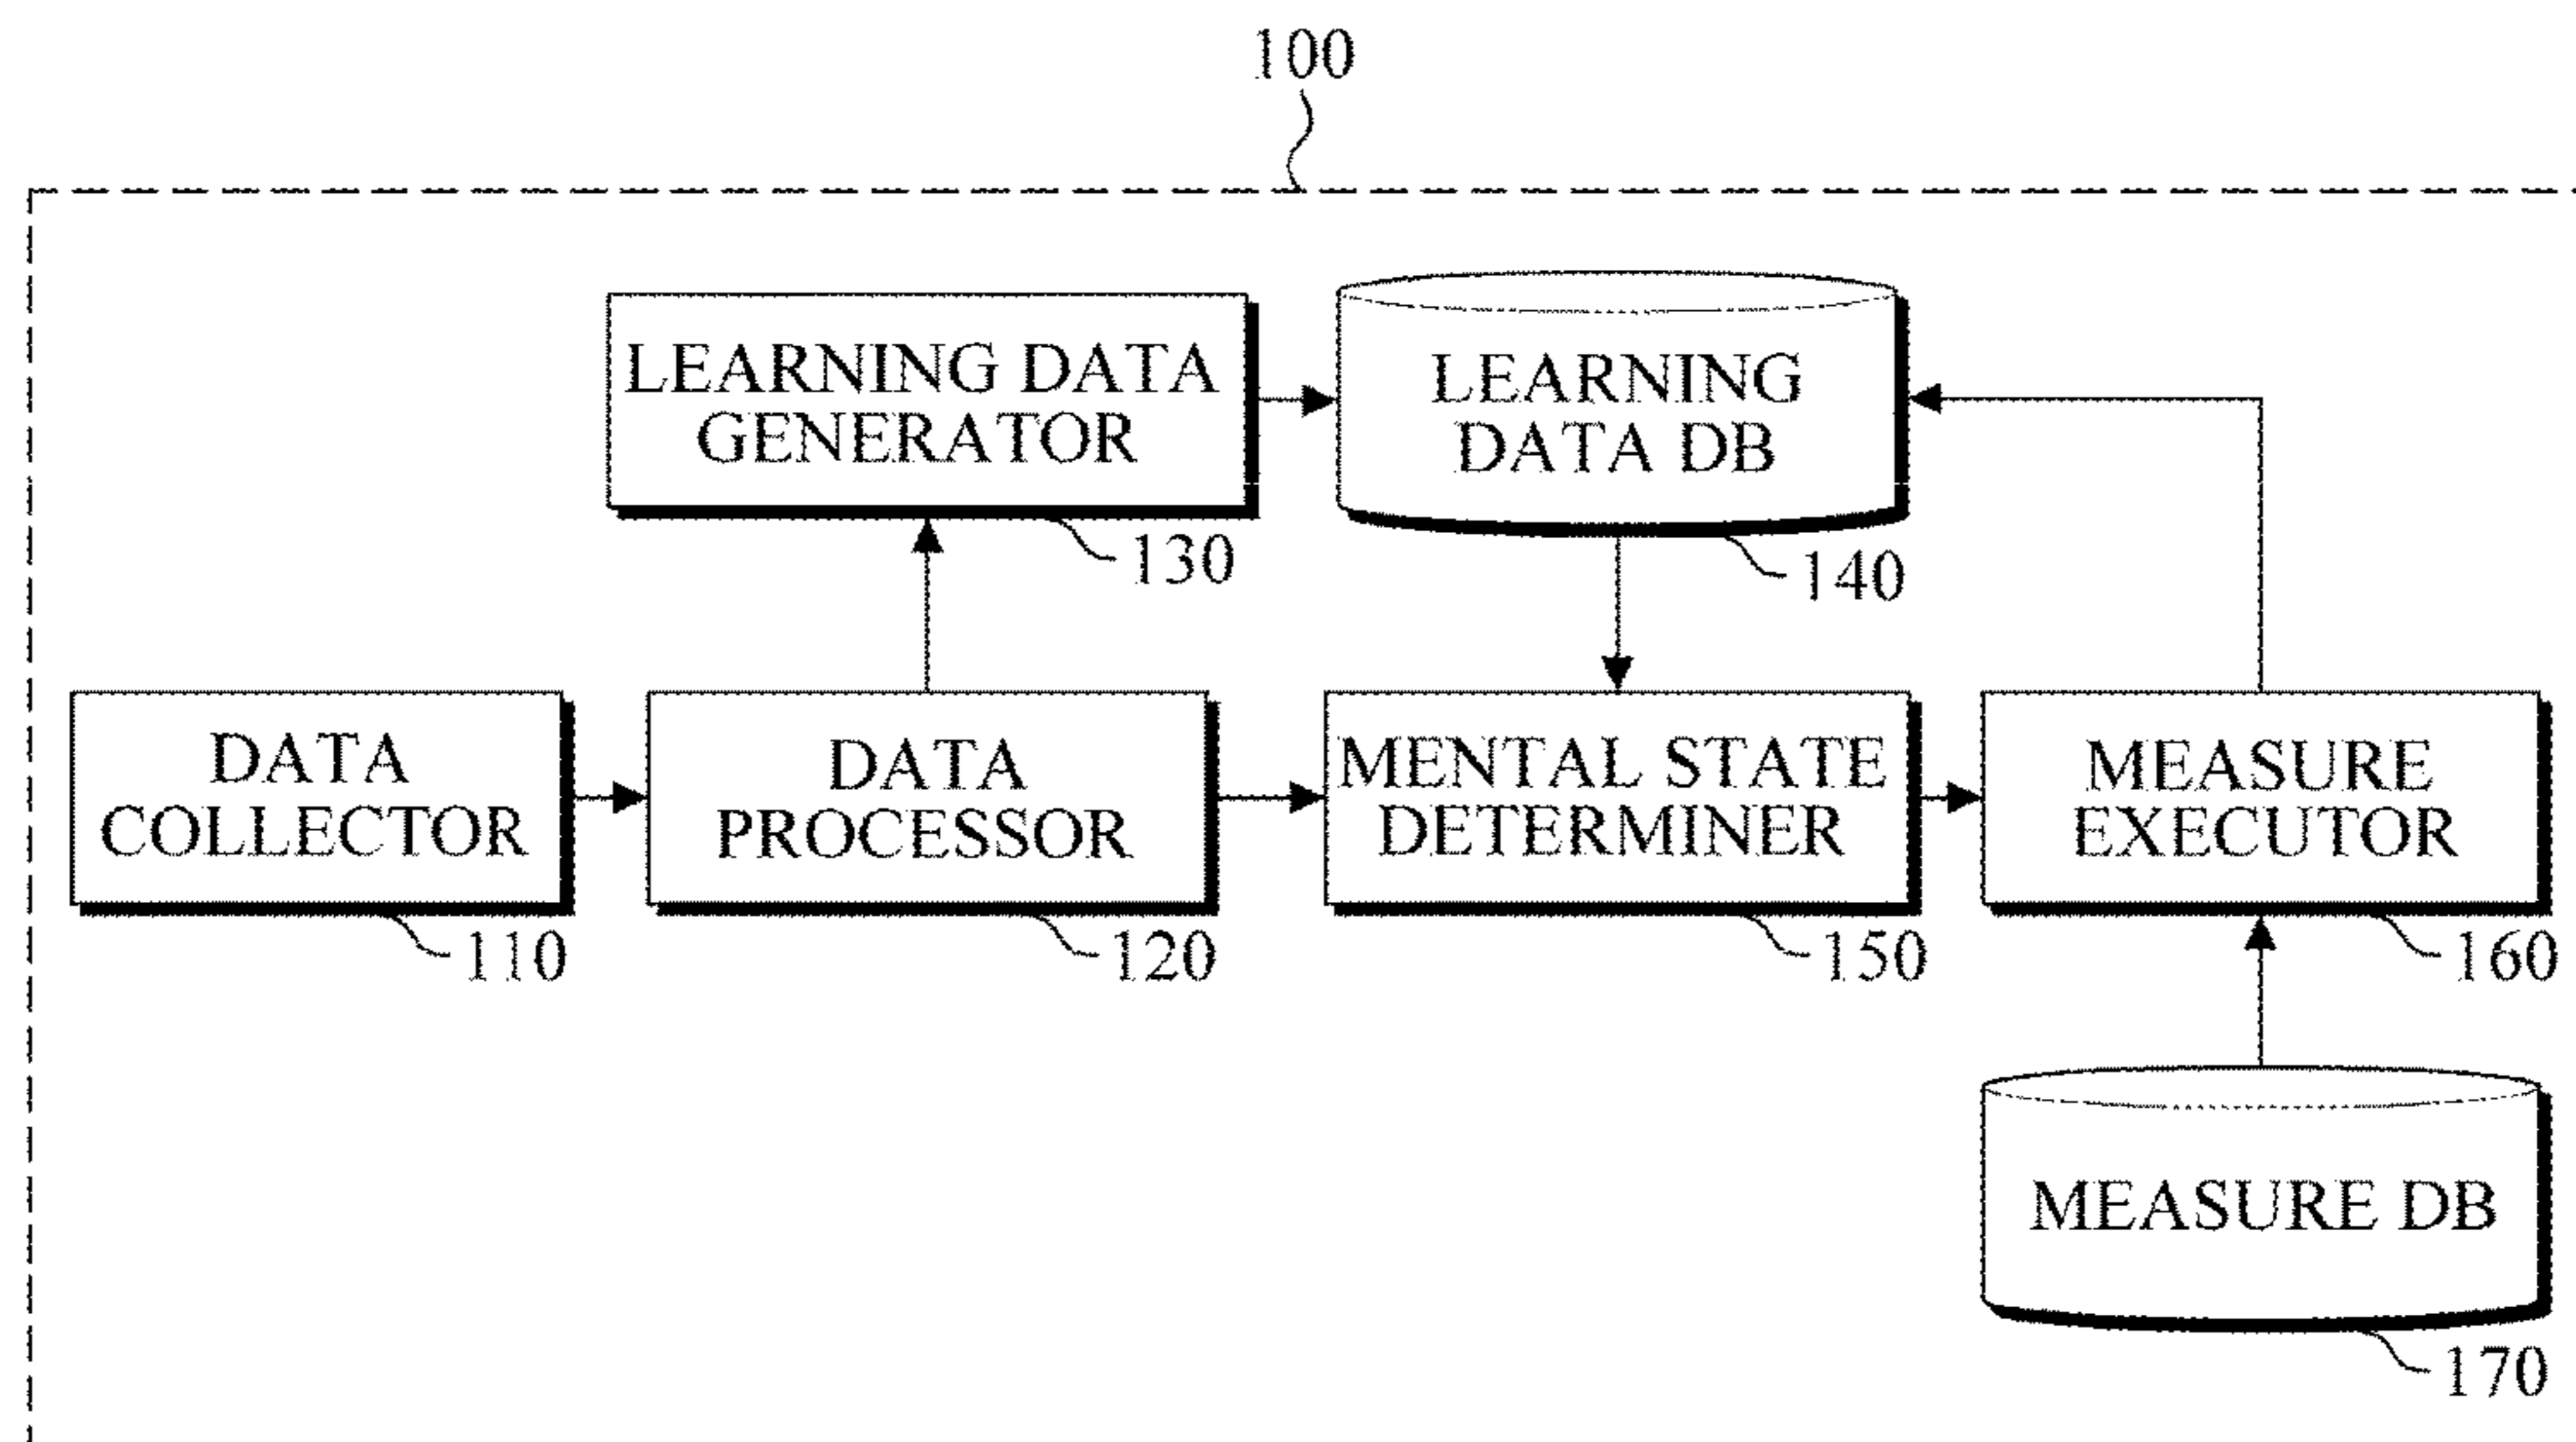 100
LEARNING DATA
GENERATOR
130
LEARNING
DATA DB
140
DATA
COLLECTOR
110
DATA
PROCESSOR
120
MENTAL STATE
DETERMINER
150
MEASURE
EXECUTOR
160
MEASURE DB
170